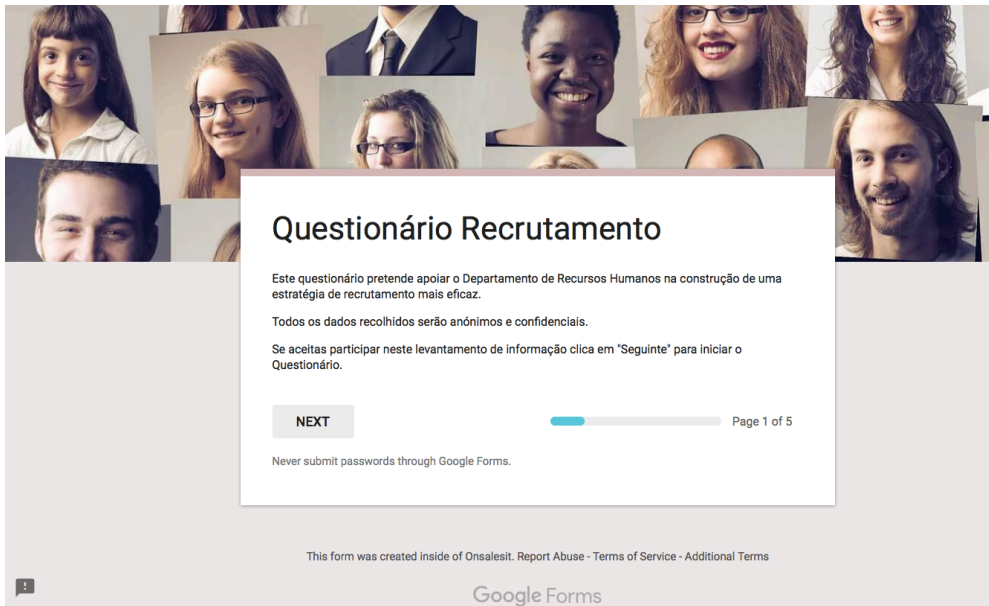 Questionário Recrutamento
Este questionário pretende apoiar o Departamento de Recursos Humanos na construção de uma
estratégia de recrutamento mais eficaz.
Todos os dados recolhidos serão anónimos e confidenciais.
Se aceitas participar neste levantamento de informação clica em "Seguinte" para iniciar o
Questionário.
NEXT
Page 1 of 5
Never submit passwords through Google Forms.
This form was created inside of Onsalesit. Report Abuse - Terms of Service - Additional Terms
Google Forms